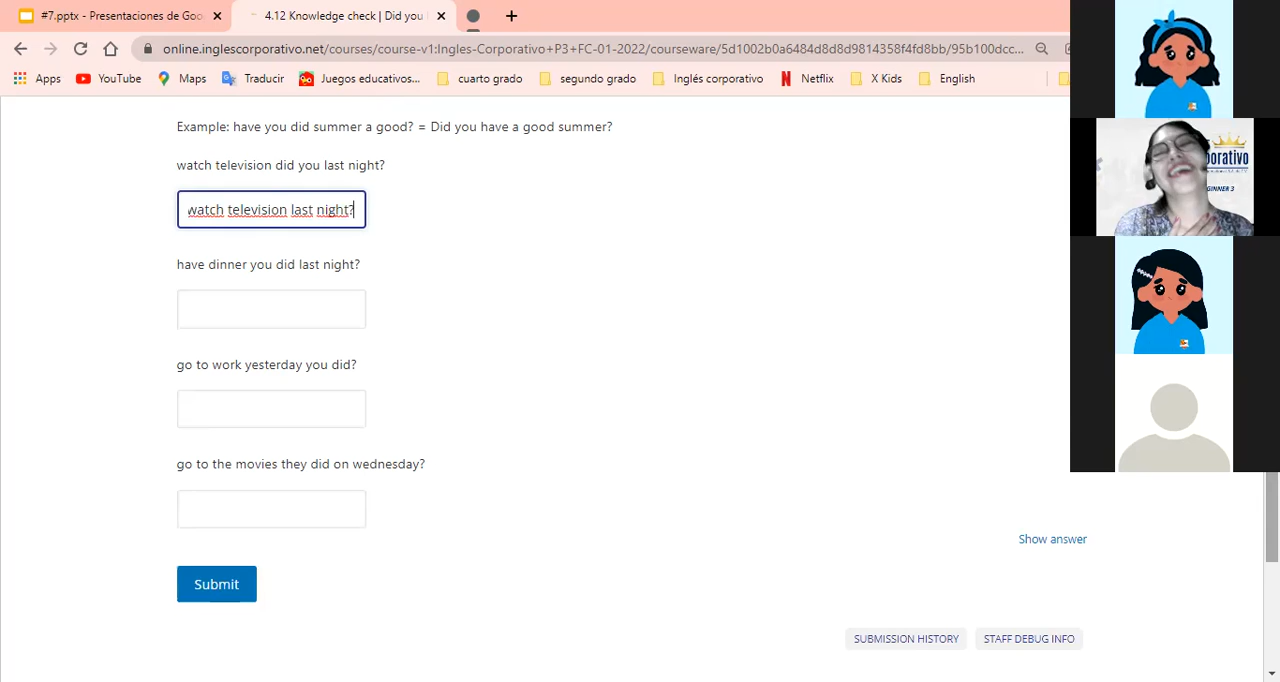 #7.pptx - Presentaciones de Goo
4.12 Knowledge check | Did you
online.inglescorporativo.net/courses/course-v1:Ingles-Corporativo+P3+FC-01-2022/courseware/5d1002b0a6484d8d8d9814358f4fd8bb/95b100dcc...
Apps YouTube Maps Traducir Juegos educativos... cuarto grado segundo grado Inglés corporativo Netflix X Kids English
Example: have you did summer a good? = Did you have a good summer?
watch television did you last night?
watch television last night?
have dinner you did last night?
go to work yesterday you did?
go to the movies they did on wednesday?
Show answer
Submit
SUBMISSION HISTORY STAFF DEBUG INFO
orporativo
GINNER 3